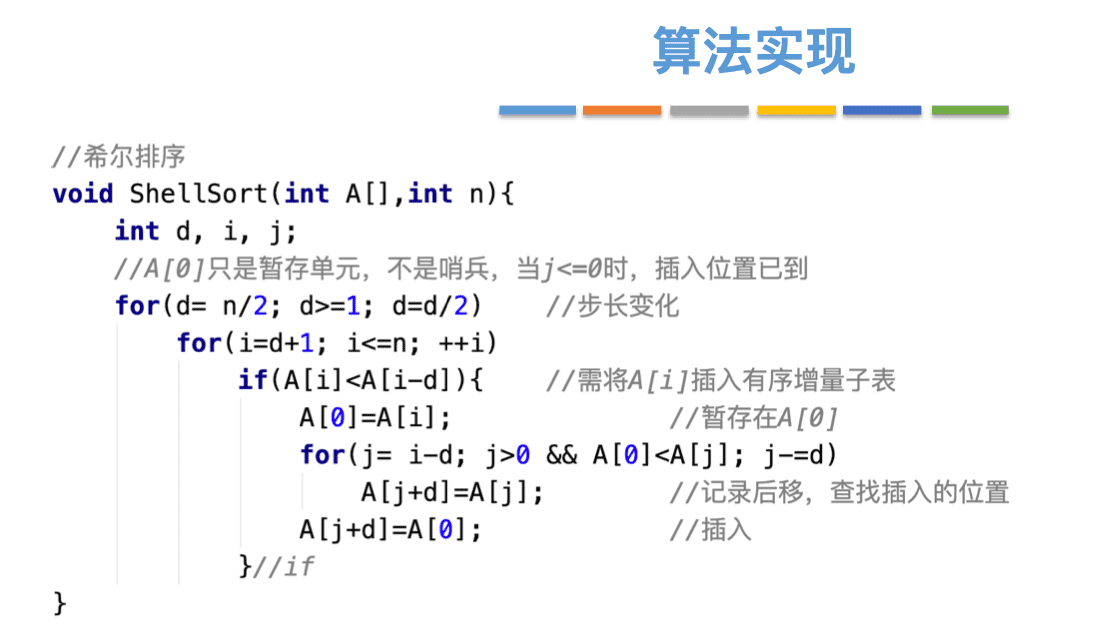 算法实现
//希尔排序
void ShellSort(int A[],int n){
    int d, i, j;
    //A[0]只是暂存单元，不是哨兵，当j<=0时，插入位置已到
    for(d= n/2; d>=1; d=d/2)    //步长变化
        for(i=d+1; i<=n; ++i)
            if(A[i]<A[i-d]){    //需将A[i]插入有序增量子表
                A[0]=A[i];              //暂存在A[0]
                for(j= i-d; j>0 && A[0]<A[j]; j-=d)
                    A[j+d]=A[j];        //记录后移，查找插入的位置
                A[j+d]=A[0];            //插入
            }//if
}